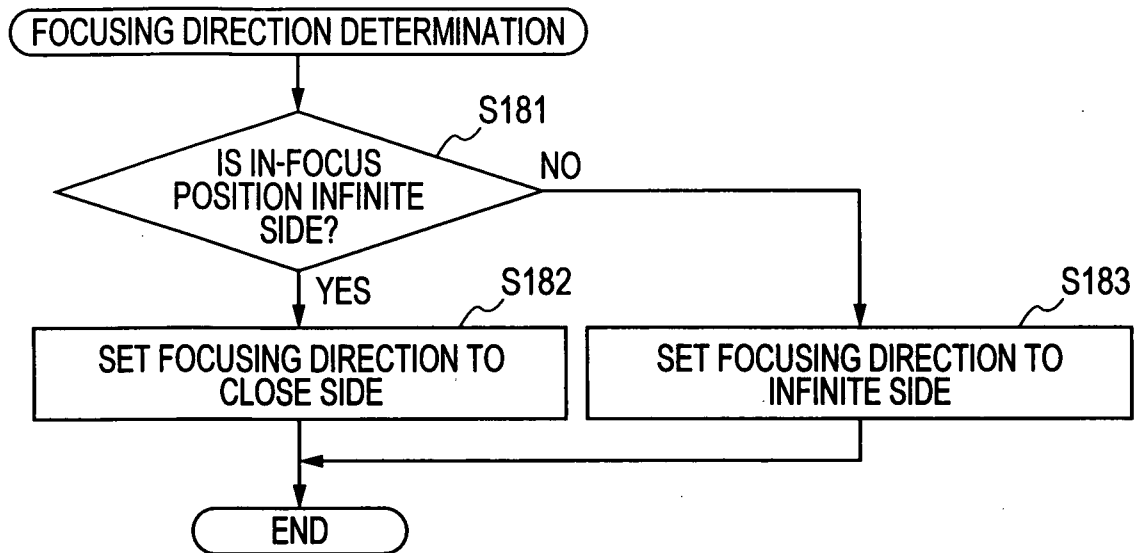 FOCUSING DIRECTION DETERMINATION
S181
IS IN-FOCUS
POSITION INFINITE
SIDE?
NO
YES
S182
SET FOCUSING DIRECTION TO
CLOSE SIDE
S183
SET FOCUSING DIRECTION TO
INFINITE SIDE
END